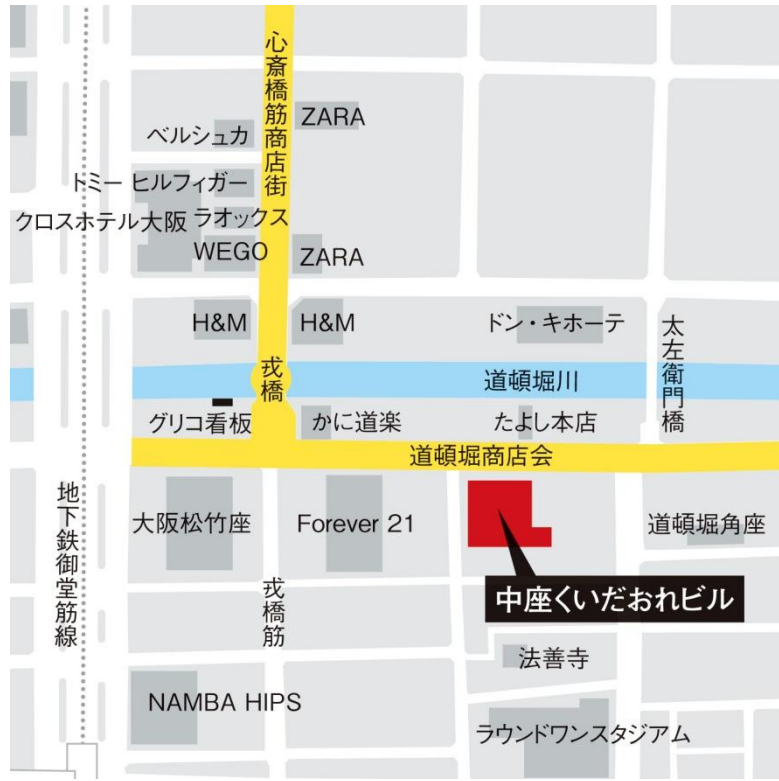 心斎橋筋商店街
ZARA
ベルシュカ
トミー ヒルフィガー
クロスホテル大阪
ラオックス
WEGO
ZARA
H&M
H&M
ドン・キホーテ
太左衛門橋
戎橋
道頓堀川
グリコ看板
かに道楽
たよし本店
道頓堀商店会
地下鉄御堂筋線
大阪松竹座
Forever 21
道頓堀角座
中座くいだおれビル
戎橋筋
法善寺
NAMBA HIPS
ラウンドワンスタジアム